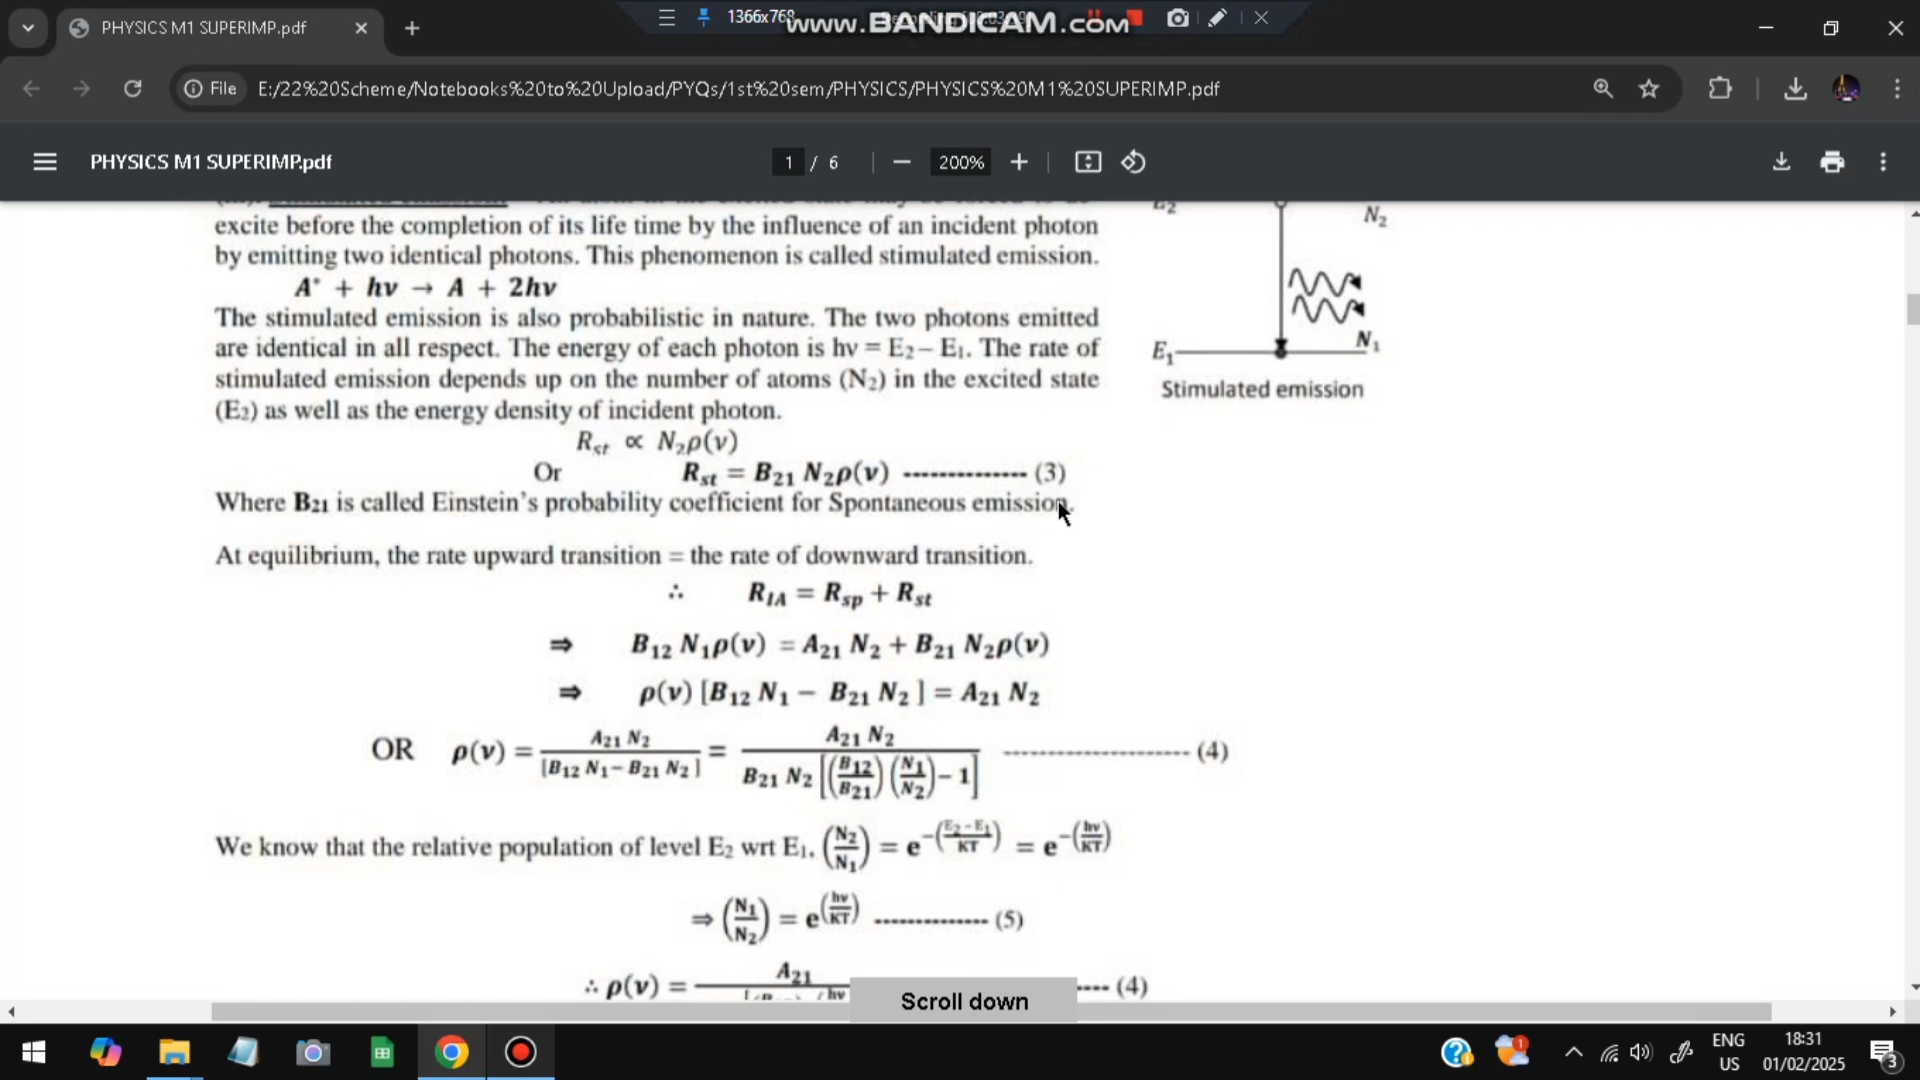 PHYSICS M1 SUPERIMP.pdf
1366x768
www.BANDICAM.com
File
E:/22%20Scheme/Notebooks%20to%20Upload/PYQs/1st%20sem/PHYSICS/PHYSICS%20M1%20SUPERIMP.pdf
PHYSICS M1 SUPERIMP.pdf
1 / 6
200%
excite before the completion of its life time by the influence of an incident photon
by emitting two identical photons. This phenomenon is called stimulated emission.
A* + hν → A + 2hν
The stimulated emission is also probabilistic in nature. The two photons emitted
are identical in all respect. The energy of each photon is hν = E₂ – E₁. The rate of
stimulated emission depends up on the number of atoms (N₂) in the excited state
(E₂) as well as the energy density of incident photon.
R_st ∝ N₂ρ(ν)
Or R_st = B₂₁ N₂ρ(ν) -------------- (3)
Where B₂₁ is called Einstein's probability coefficient for Spontaneous emission.
N₂
E₁
N₁
Stimulated emission
At equilibrium, the rate upward transition = the rate of downward transition.
∴ R_IA = R_sp + R_st
⇒ B₁₂ N₁ρ(ν) = A₂₁ N₂ + B₂₁ N₂ρ(ν)
⇒ ρ(ν) [B₁₂ N₁ − B₂₁ N₂ ] = A₂₁ N₂
OR ρ(ν) = A₂₁ N₂ / [B₁₂ N₁− B₂₁ N₂ ] = A₂₁ N₂ / B₂₁ N₂ [(B₁₂/B₂₁) (N₁/N₂) − 1] --------------------- (4)
We know that the relative population of level E₂ wrt E₁, (N₂/N₁) = e^−((E₂−E₁)/KT) = e^−(hν/KT)
⇒ (N₁/N₂) = e^(hν/KT) -------------- (5)
∴ ρ(ν) = A₂₁ ---- (4)
Scroll down
ENG
US
18:31
01/02/2025
1
3